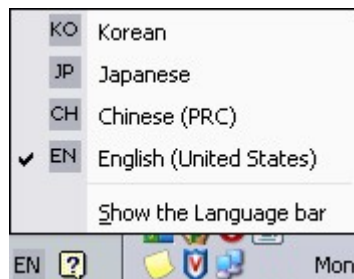 KO Korean
JP Japanese
CH Chinese (PRC)
EN English (United States)
Show the Language bar
EN ? Mon